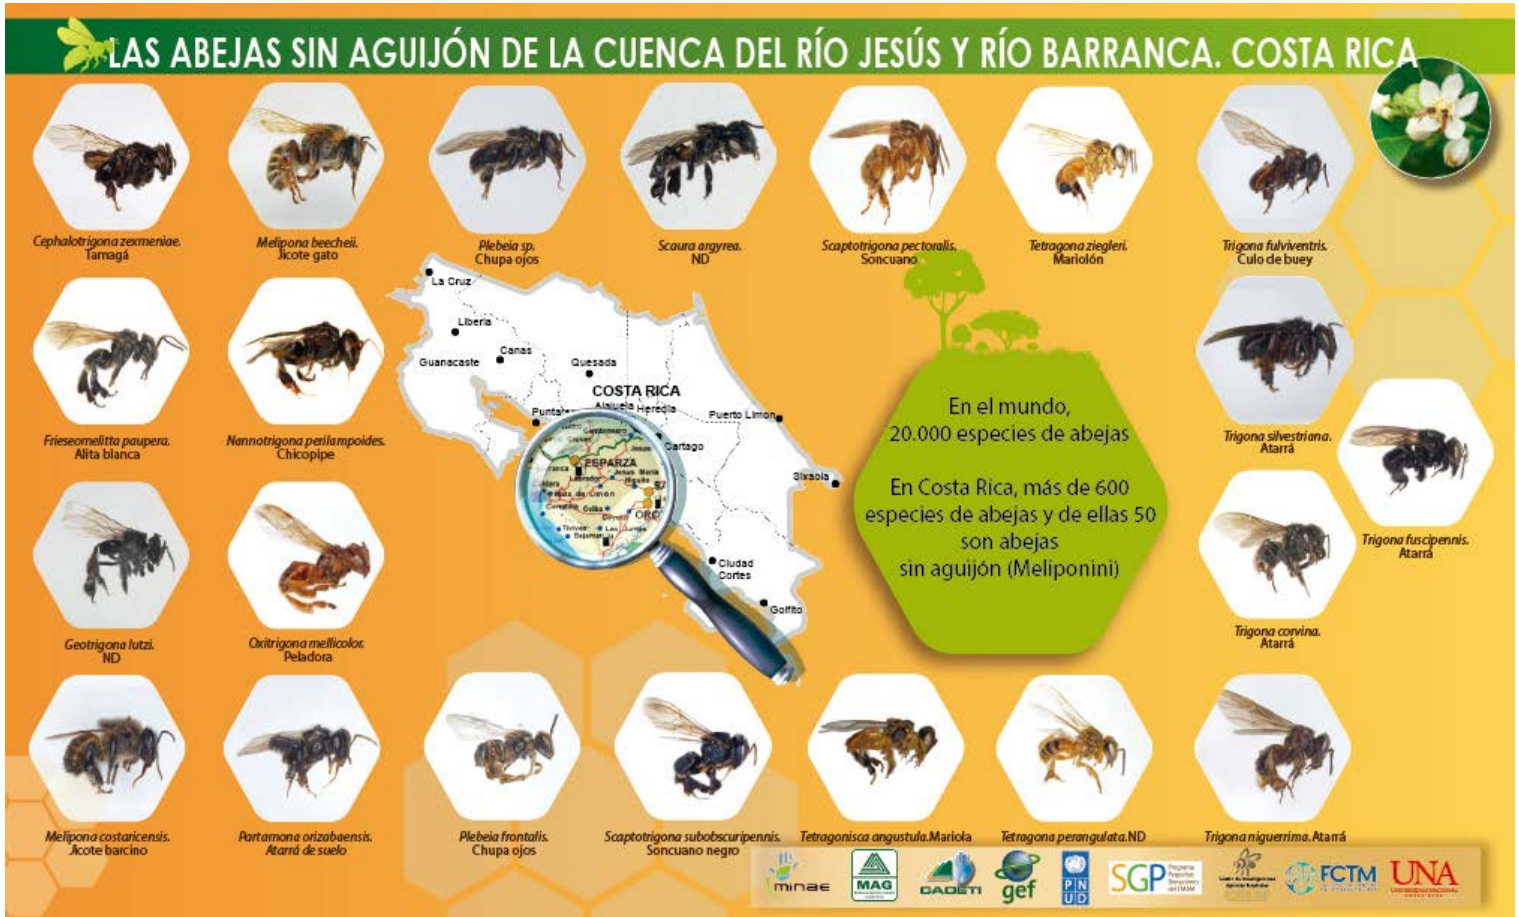 LAS ABEJAS SIN AGUIJÓN DE LA CUENCA DEL RÍO JESÚS Y RÍO BARRANCA. COSTA RICA
Cephalotrigona zexmeniae.
Tamagá
Melipona beecheii.
Jicote gato
Plebeia sp.
Chupa ojos
Scaura argyrea.
ND
Scaptotrigona pectoralis.
Soncuano
Tetragona ziegleri.
Mariolón
Trigona fulviventris.
Culo de buey
Frieseomelitta paupera.
Alita blanca
Nannotrigona perilampoides.
Chicopipe
La Cruz
Liberia
Guanacaste
Canas
Quesada
COSTA RICA
Alajuela Heredia
Puerto Limon
Cartago
Sixaola
Ciudad
Cortes
Golfito
ESPARZA
Jesus Maria
ORO
En el mundo,
20.000 especies de abejas
En Costa Rica, más de 600
especies de abejas y de ellas 50
son abejas
sin aguijón (Meliponini)
Trigona silvestriana.
Atarrá
Trigona fuscipennis.
Atarrá
Geotrigona lutzi.
ND
Oxitrigona mellicolor.
Peladora
Trigona corvina.
Atarrá
Melipona costaricensis.
Jicote barcino
Partamona orizabaensis.
Atarrá de suelo
Plebeia frontalis.
Chupa ojos
Scaptotrigona subobscuripennis.
Soncuano negro
Tetragonisca angustula. Mariola
Tetragona perangulata. ND
Trigona niguerrima. Atarrá
minae
MAG
CADETI
gef
PN
UD
SGP
FCTM
UNA